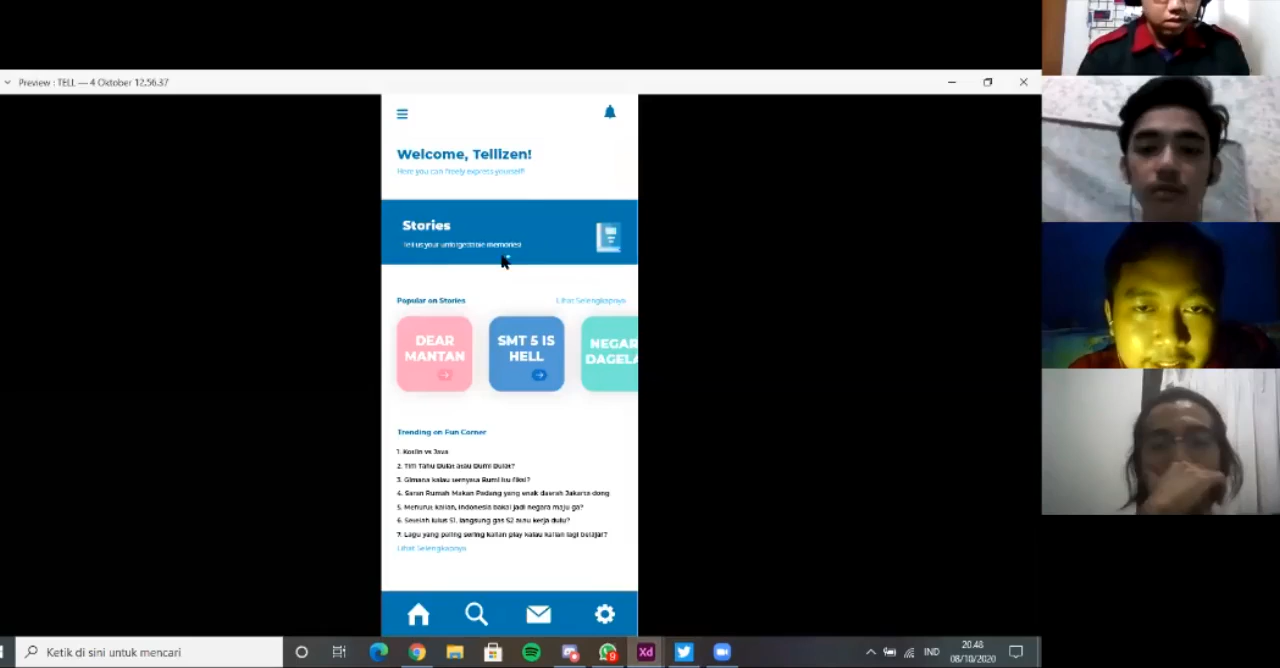 Preview : TELL — 4 Oktober 12.56.37
Welcome, Tellizen!
Here you can freely express yourself!
Stories
Tell us your unforgettable memories!
Popular on Stories
Lihat Selengkapnya
DEAR
MANTAN
SMT 5 IS
HELL
NEGAR
DAGELA
Trending on Fun Corner
1. Koslin vs Java
2. Tim Tahu Bulat atau Bumi Bulat?
3. Gimana kalau ternyata Bumi itu fiksi?
4. Saran Rumah Makan Padang yang enak daerah Jakarta dong
5. Menurut kalian, Indonesia bakal jadi negara maju ga?
6. Setelah lulus S1, langsung gas S2 atau kerja dulu?
7. Lagu yang paling sering kalian play kalau kalian lagi belajar?
Lihat Selengkapnya
Ketik di sini untuk mencari
Xd
IND
20.48
08/10/2020